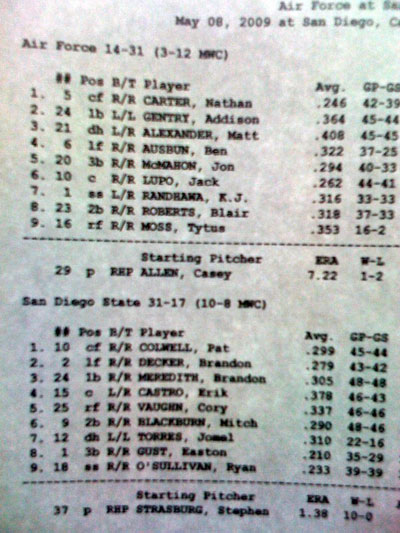 Air Force at Sa
May 08, 2009 at San Diego, Ca
Air Force 14-31 (3-12 MWC)
## Pos B/T Player Avg. GP-GS
1. 5 cf R/R CARTER, Nathan .246 42-39
2. 24 1b L/L GENTRY, Addison .364 45-44
3. 21 dh L/R ALEXANDER, Matt .408 45-45
4. 6 lf R/R AUSBUN, Ben .322 37-25
5. 20 3b R/R McMAHON, Jon .294 40-33
6. 10 c R/R LUPO, Jack .262 44-41
7. 1 ss L/R RANDHAWA, K.J. .316 33-33
8. 23 2b R/R ROBERTS, Blair .318 37-33
9. 16 rf R/R MOSS, Tytus .353 16-2
Starting Pitcher ERA W-L
29 p RHP ALLEN, Casey 7.22 1-2
San Diego State 31-17 (10-8 MWC)
## Pos B/T Player Avg. GP-GS
1. 10 cf R/R COLWELL, Pat .299 45-44
2. 2 lf R/R DECKER, Brandon .279 43-42
3. 24 1b R/R MEREDITH, Brandon .305 48-48
4. 15 c L/R CASTRO, Erik .378 46-43
5. 25 rf R/R VAUGHN, Cory .337 46-46
6. 9 2b R/R BLACKBURN, Mitch .290 48-46
7. 12 dh L/L TORRES, Jomel .310 22-16
8. 1 3b R/R GUST, Easton .210 35-29
9. 18 ss R/R O'SULLIVAN, Ryan .233 39-39
Starting Pitcher ERA W-L
37 p RHP STRASBURG, Stephen 1.38 10-0